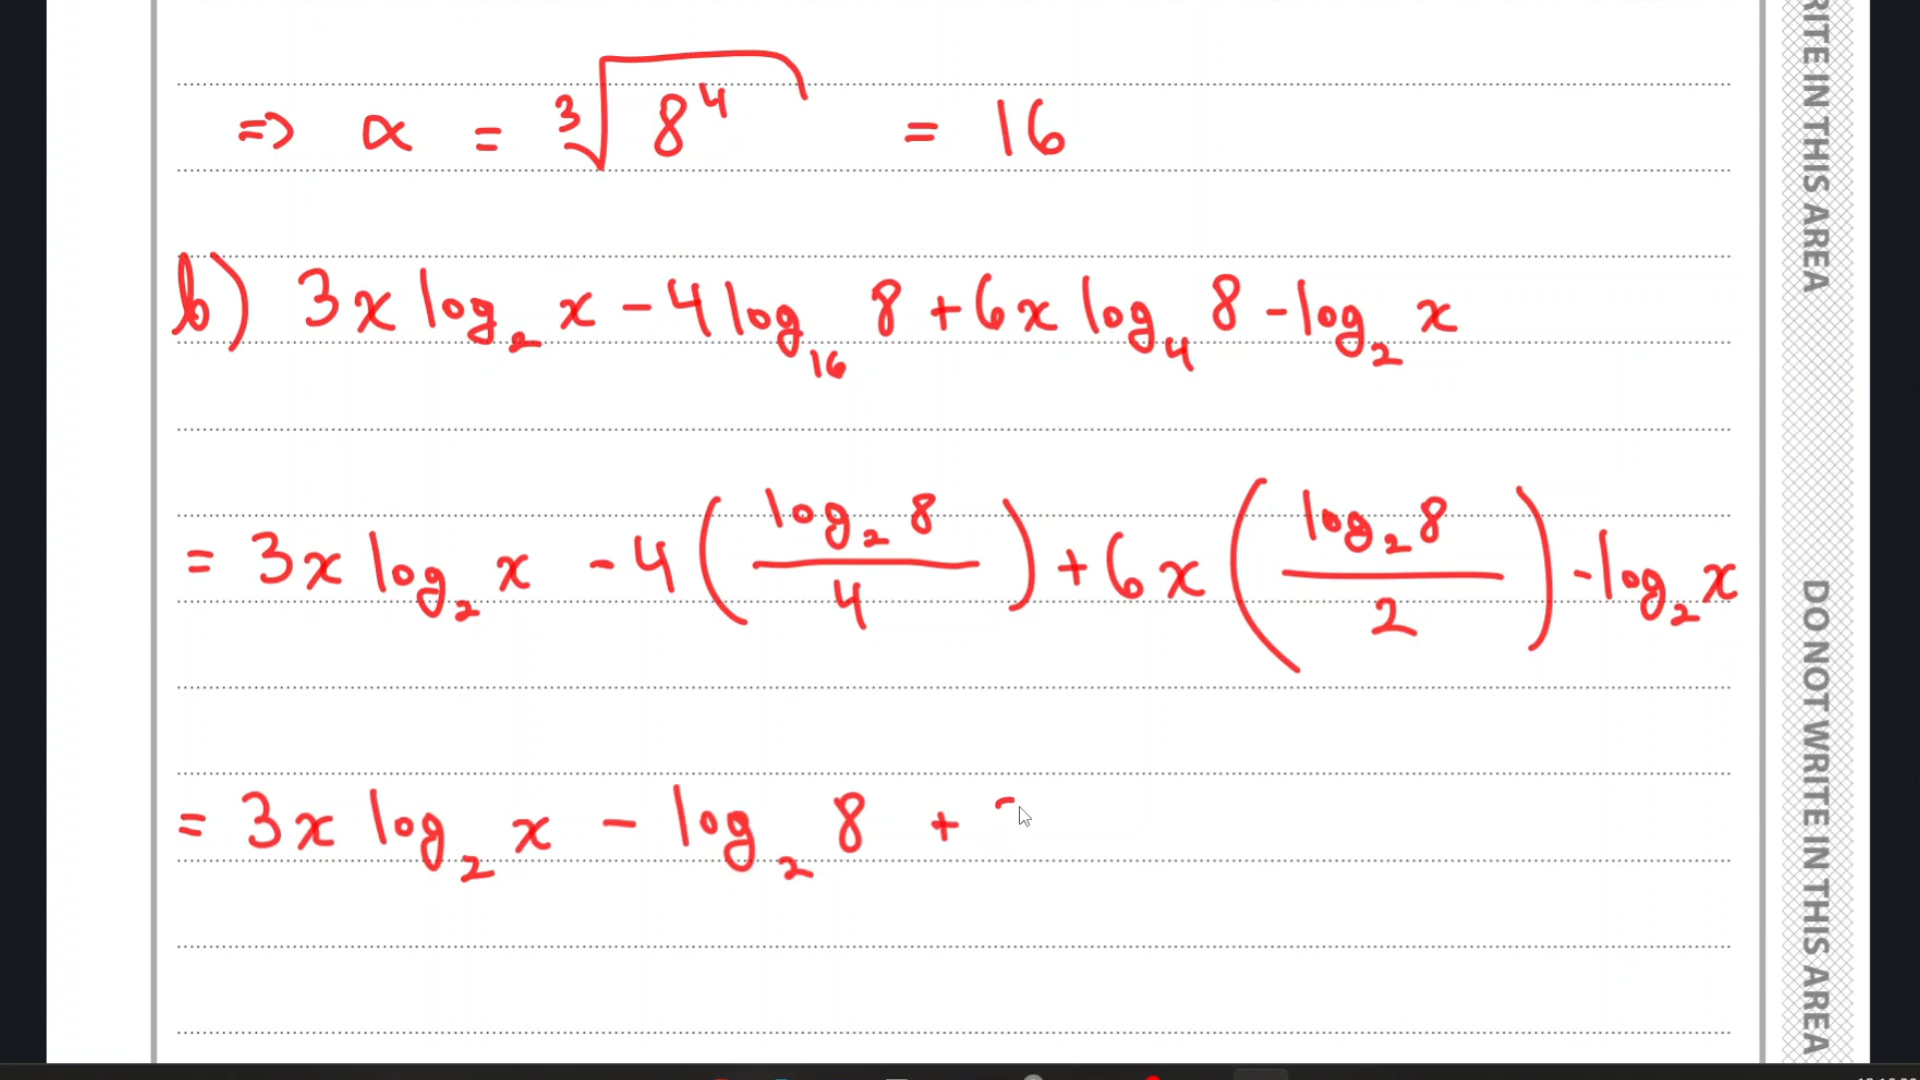 => α = ∛8⁴ = 16
b) 3x log₂ x - 4 log₁₆ 8 + 6x log₄ 8 - log₂ x
= 3x log₂ x - 4 (log₂ 8 / 4) + 6x (log₂ 8 / 2) - log₂ x
= 3x log₂ x - log₂ 8 +
RITE IN THIS AREA
DO NOT WRITE IN THIS AREA